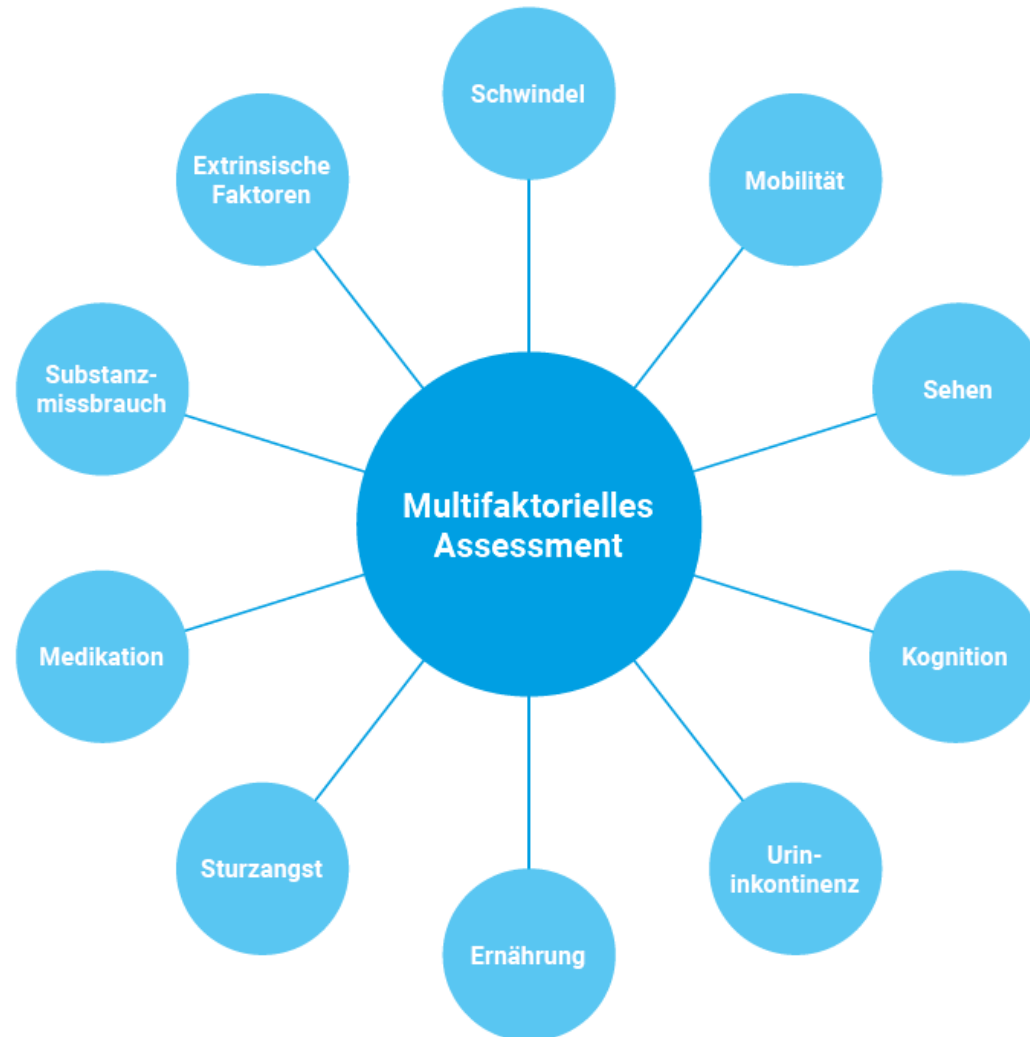 Schwindel
Extrinsische
Faktoren
Mobilität
Substanz-
missbrauch
Sehen
Multifaktorielles
Assessment
Medikation
Kognition
Sturzangst
Urin-
inkontinenz
Ernährung